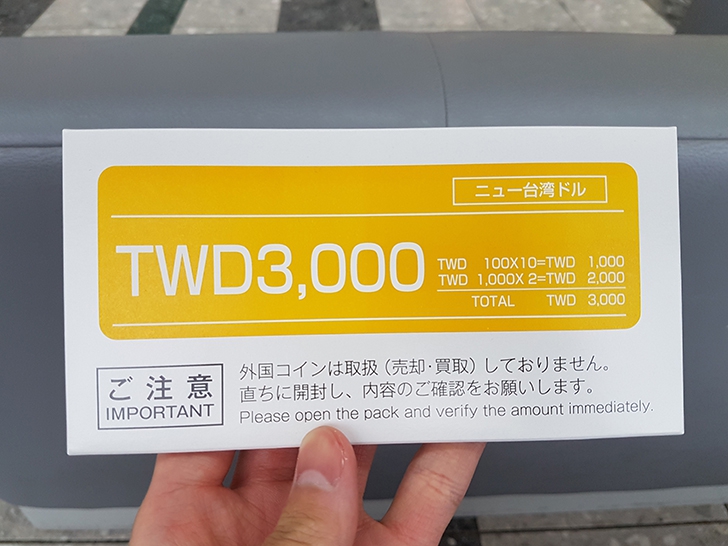 ニュー台湾ドル
TWD3,000
TWD 100X10=TWD 1,000
TWD 1,000X 2=TWD 2,000
TOTAL TWD 3,000
ご注意
IMPORTANT
外国コインは取扱（売却・買取）しておりません。
直ちに開封し、内容のご確認をお願いします。
Please open the pack and verify the amount immediately.